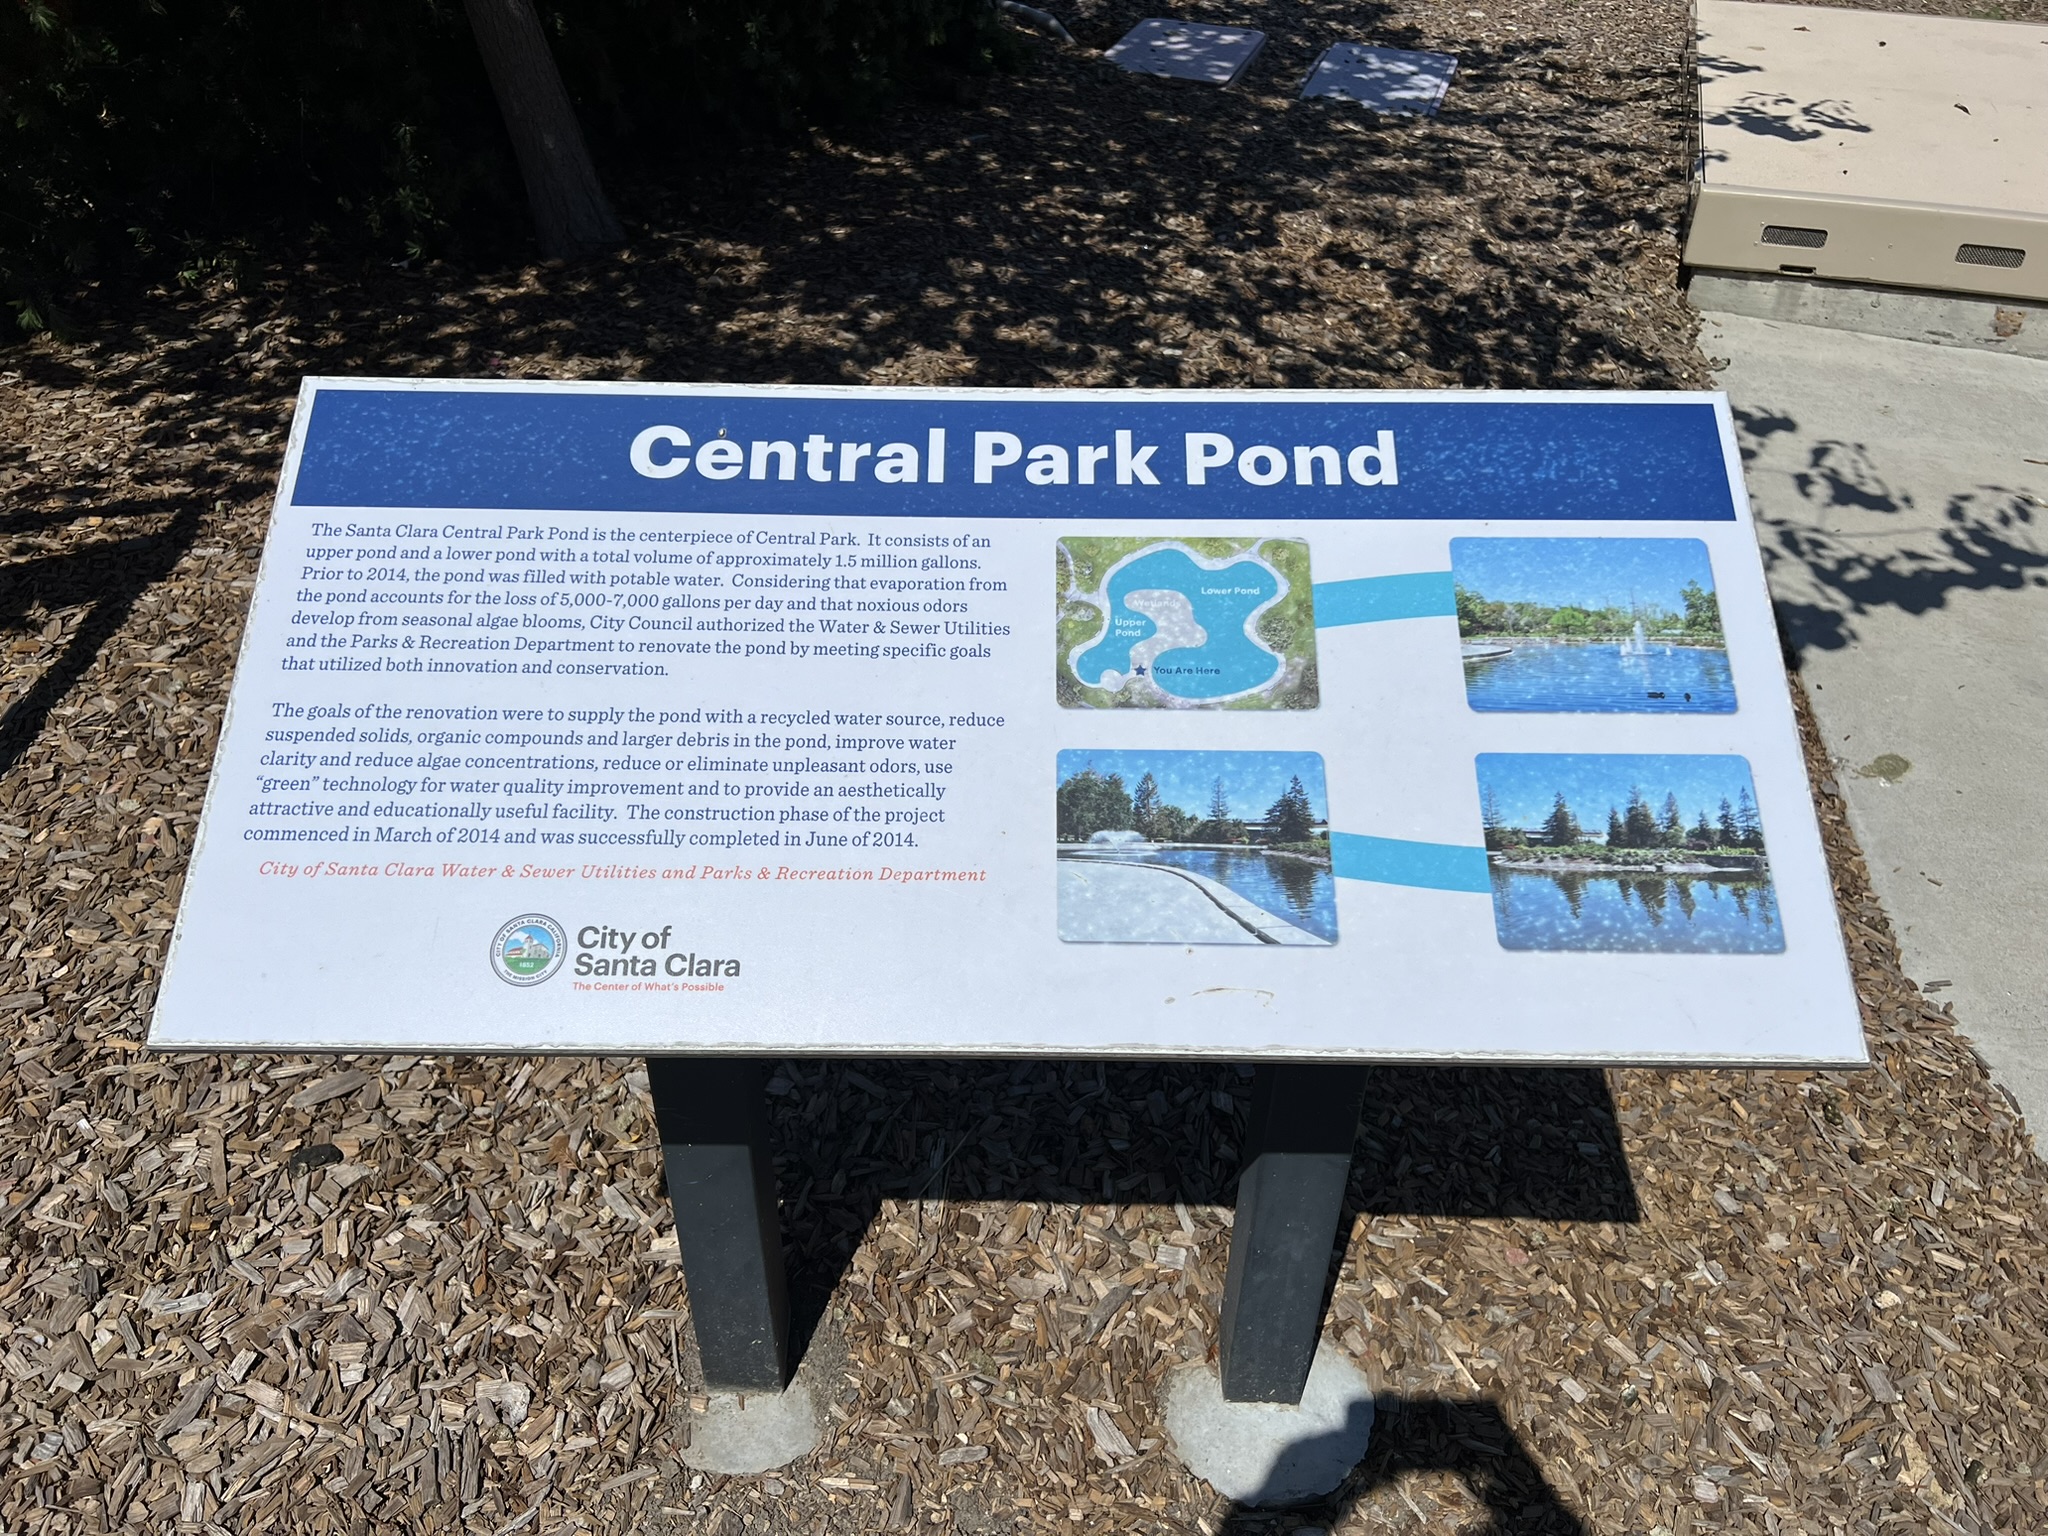 Central Park Pond
The Santa Clara Central Park Pond is the centerpiece of Central Park. It consists of an
upper pond and a lower pond with a total volume of approximately 1.5 million gallons.
Prior to 2014, the pond was filled with potable water. Considering that evaporation from
the pond accounts for the loss of 5,000-7,000 gallons per day and that noxious odors
develop from seasonal algae blooms, City Council authorized the Water & Sewer Utilities
and the Parks & Recreation Department to renovate the pond by meeting specific goals
that utilized both innovation and conservation.
The goals of the renovation were to supply the pond with a recycled water source, reduce
suspended solids, organic compounds and larger debris in the pond, improve water
clarity and reduce algae concentrations, reduce or eliminate unpleasant odors, use
“green” technology for water quality improvement and to provide an aesthetically
attractive and educationally useful facility. The construction phase of the project
commenced in March of 2014 and was successfully completed in June of 2014.
City of Santa Clara Water & Sewer Utilities and Parks & Recreation Department
CITY OF SANTA CLARA CALIFORNIA
1852
THE MISSION CITY
City of
Santa Clara
The Center of What's Possible
Lower Pond
Wetlands
Upper
Pond
You Are Here